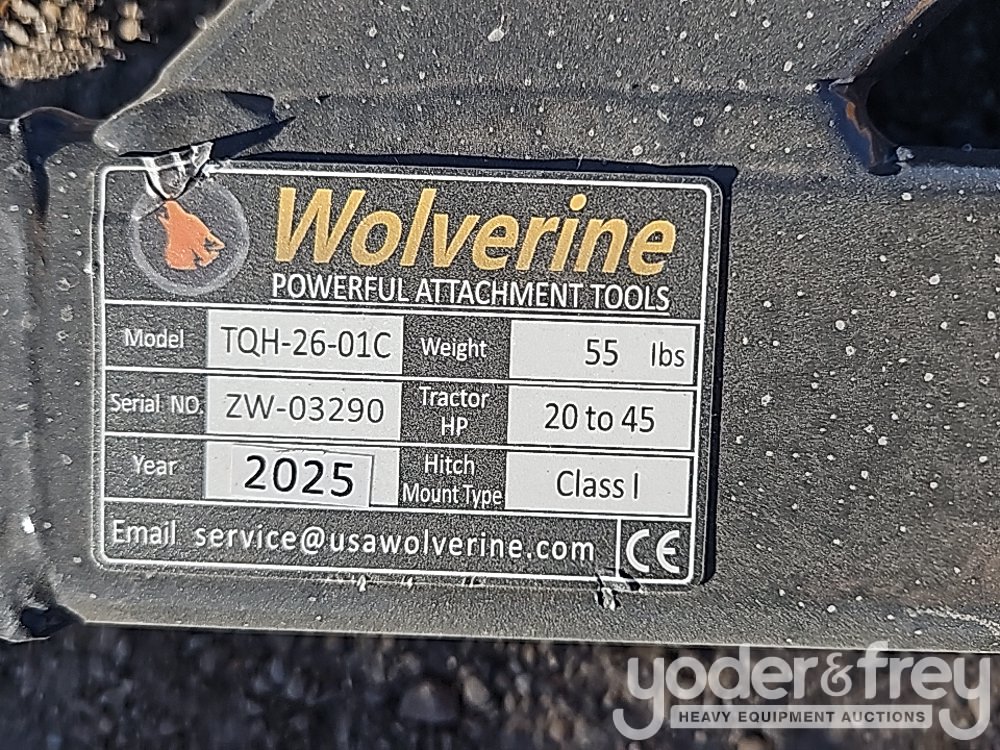 Wolverine
POWERFUL ATTACHMENT TOOLS
Model TQH-26-01C Weight 55 lbs
Serial NO. ZW-03290 Tractor HP 20 to 45
Year 2025 Hitch Mount Type Class I
Email service@usawolverine.com CE
yoder&frey
HEAVY EQUIPMENT AUCTIONS